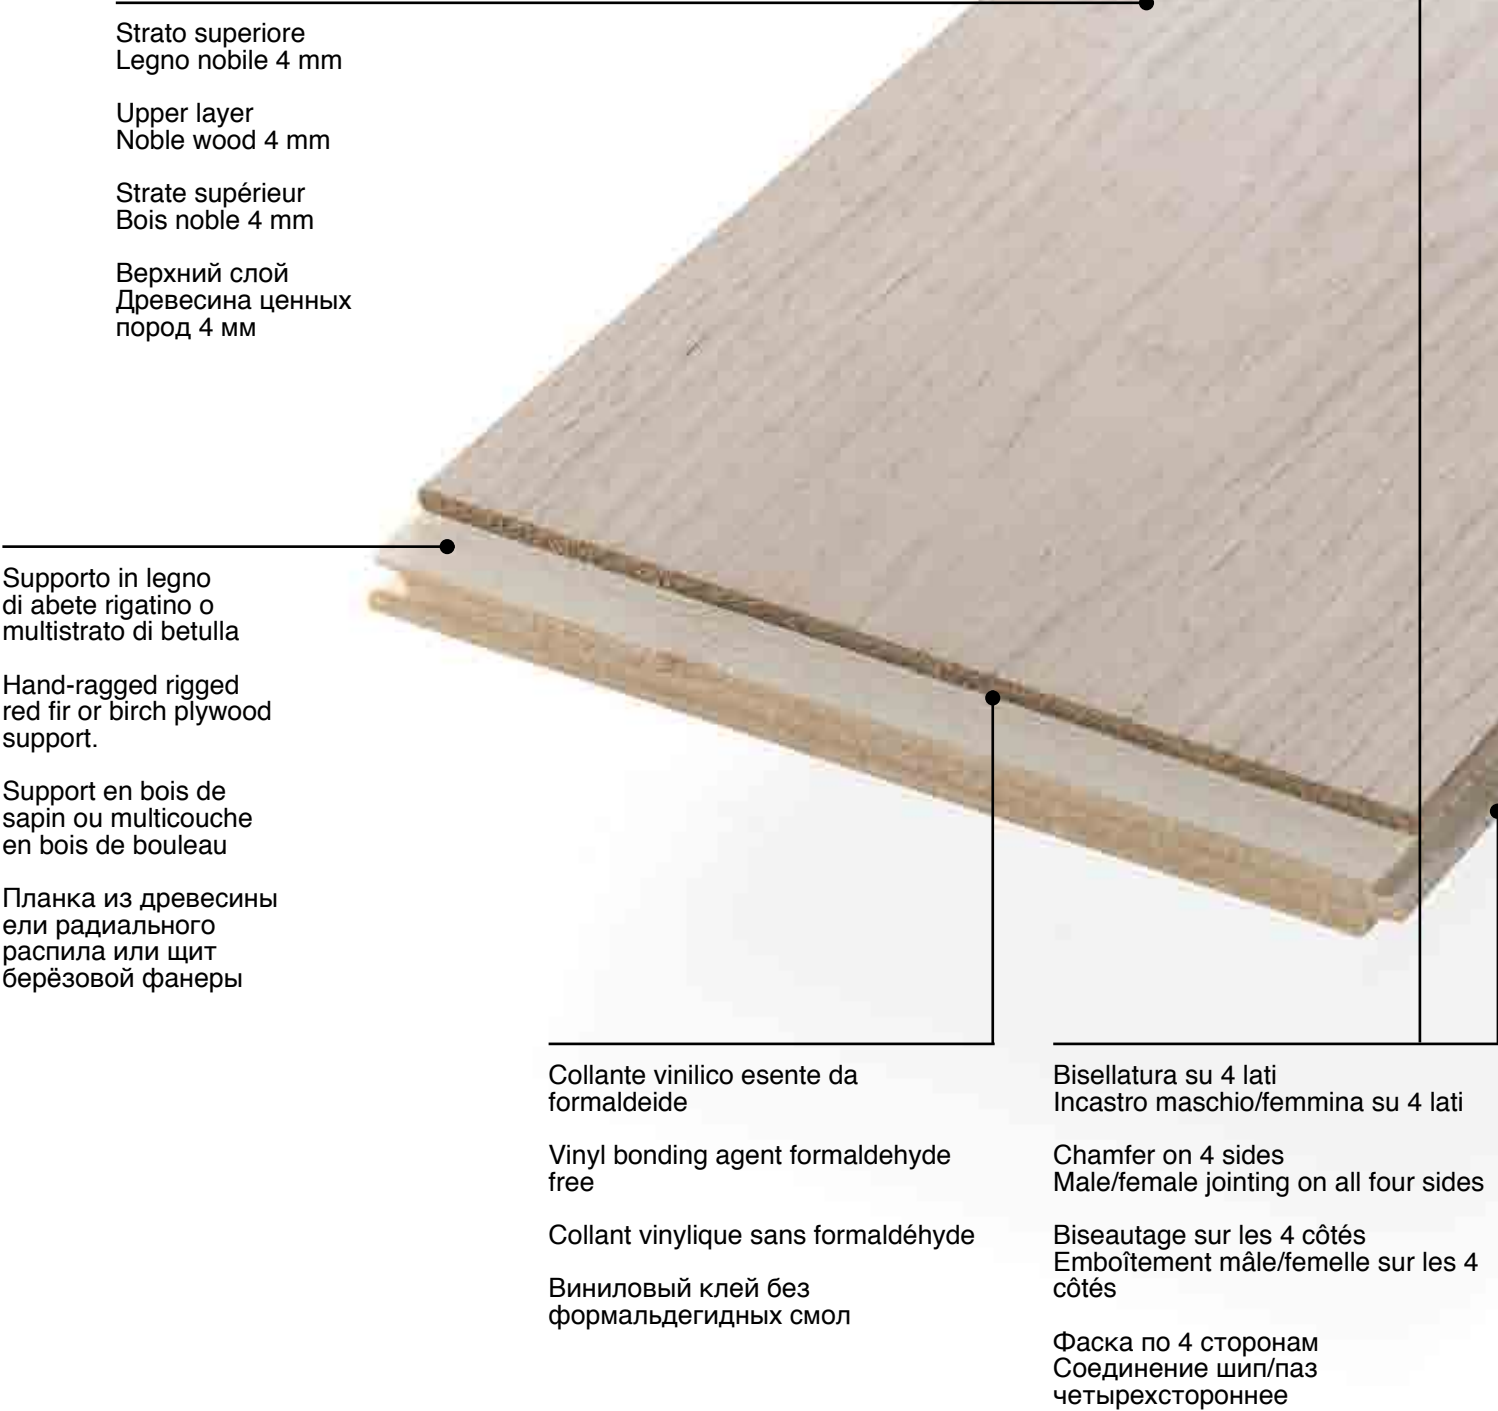 Strato superiore
Legno nobile 4 mm
Upper layer
Noble wood 4 mm
Strate supérieur
Bois noble 4 mm
Верхний слой
Древесина ценных
пород 4 мм
Supporto in legno
di abete rigatino o
multistrato di betulla
Hand-ragged rigged
red fir or birch plywood
support.
Support en bois de
sapin ou multicouche
en bois de bouleau
Планка из древесины
ели радиального
распила или щит
берёзовой фанеры
Collante vinilico esente da
formaldeide
Vinyl bonding agent formaldehyde
free
Collant vinylique sans formaldéhyde
Виниловый клей без
формальдегидных смол
Bisellatura su 4 lati
Incastro maschio/femmina su 4 lati
Chamfer on 4 sides
Male/female jointing on all four sides
Biseautage sur les 4 côtés
Emboîtement mâle/femelle sur les 4
côtés
Фаска по 4 сторонам
Соединение шип/паз
четырехстороннее